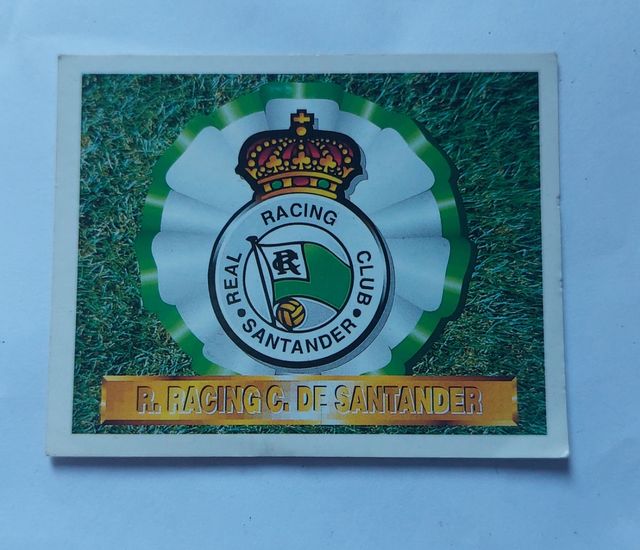 REAL RACING CLUB
SANTANDER
R
R. RACING C. DE SANTANDER